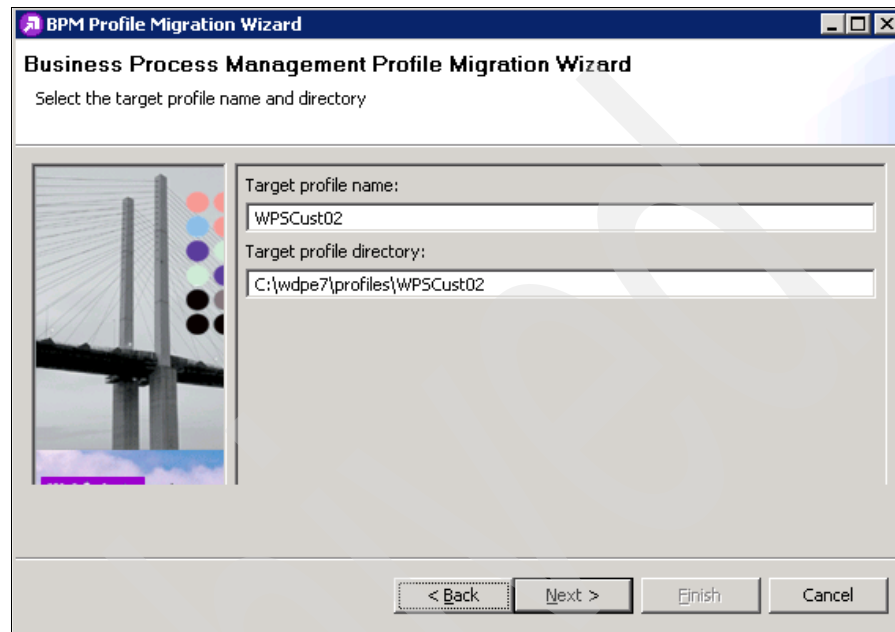 BPM Profile Migration Wizard
Business Process Management Profile Migration Wizard
Select the target profile name and directory
Target profile name:
WPSCust02
Target profile directory:
C:\wdpe7\profiles\WPSCust02
< Back
Next >
Finish
Cancel